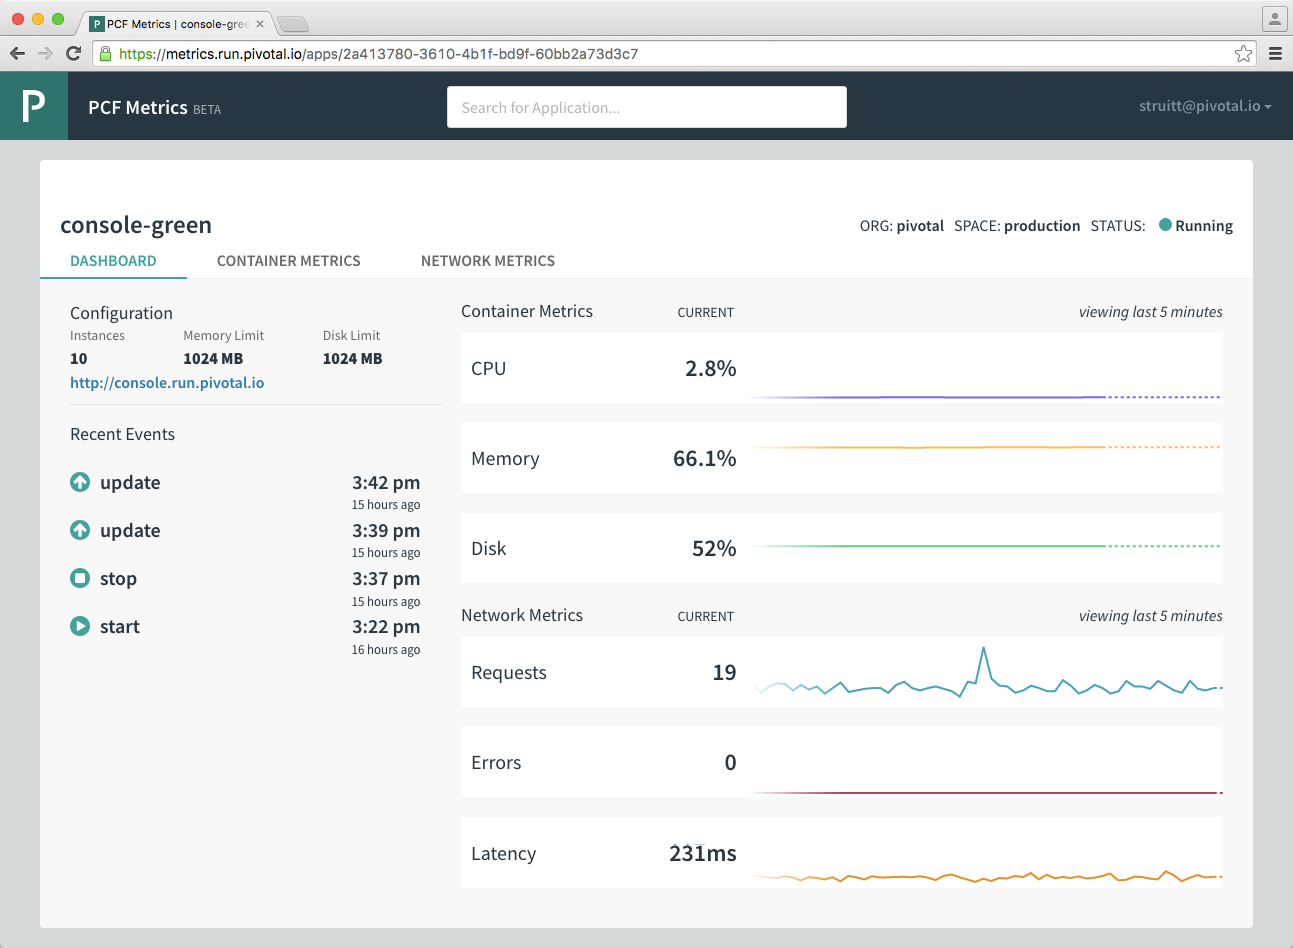 PCF Metrics | console-gree
https://metrics.run.pivotal.io/apps/2a413780-3610-4b1f-bd9f-60bb2a73d3c7
P PCF Metrics BETA Search for Application... struitt@pivotal.io
console-green ORG: pivotal SPACE: production STATUS: Running
DASHBOARD CONTAINER METRICS NETWORK METRICS
Configuration
Instances Memory Limit Disk Limit
10 1024 MB 1024 MB
http://console.run.pivotal.io
Recent Events
update 3:42 pm
15 hours ago
update 3:39 pm
15 hours ago
stop 3:37 pm
15 hours ago
start 3:22 pm
16 hours ago
Container Metrics CURRENT viewing last 5 minutes
CPU 2.8%
Memory 66.1%
Disk 52%
Network Metrics CURRENT viewing last 5 minutes
Requests 19
Errors 0
Latency 231ms